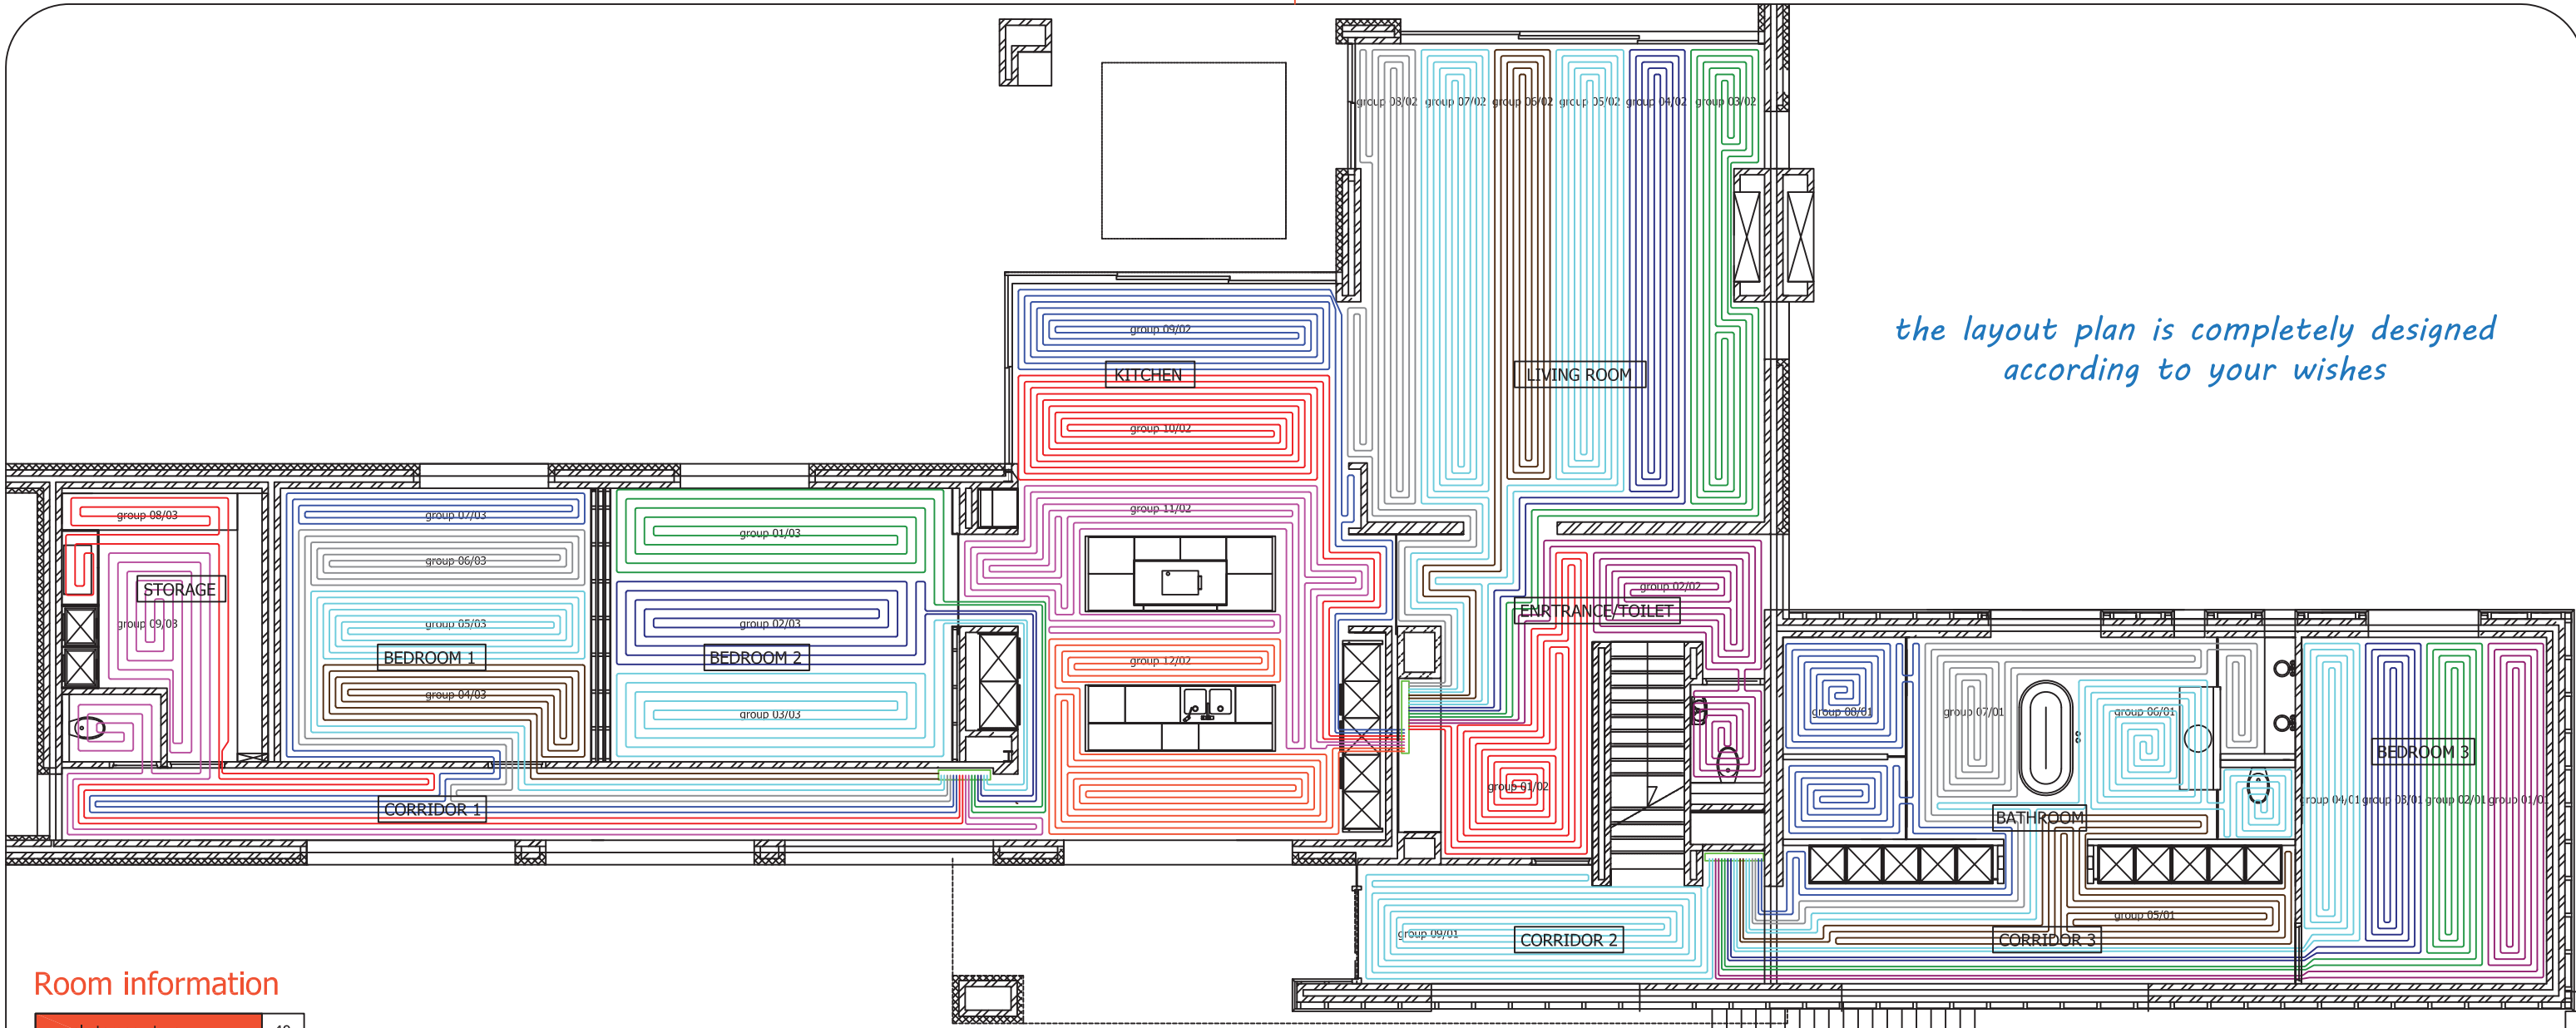 group 08/02 group 07/02 group 06/02 group 05/02 group 04/02 group 03/02
group 09/02
KITCHEN
LIVING ROOM
the layout plan is completely designed
according to your wishes
group 10/02
group 11/02
group 08/03
group 07/03
group 01/03
group 06/03
STORAGE
group 02/02
ENRTRANCE/TOILET
group 09/03
group 05/03
group 02/03
BEDROOM 1
BEDROOM 2
group 12/02
group 04/03
group 03/03
group 08/01
group 07/01
group 06/01
BEDROOM 3
group 01/02
group 04/01 group 03/01 group 02/01 group 01/01
CORRIDOR 1
BATHROOM
group 05/01
group 09/01
CORRIDOR 2
CORRIDOR 3
Room information